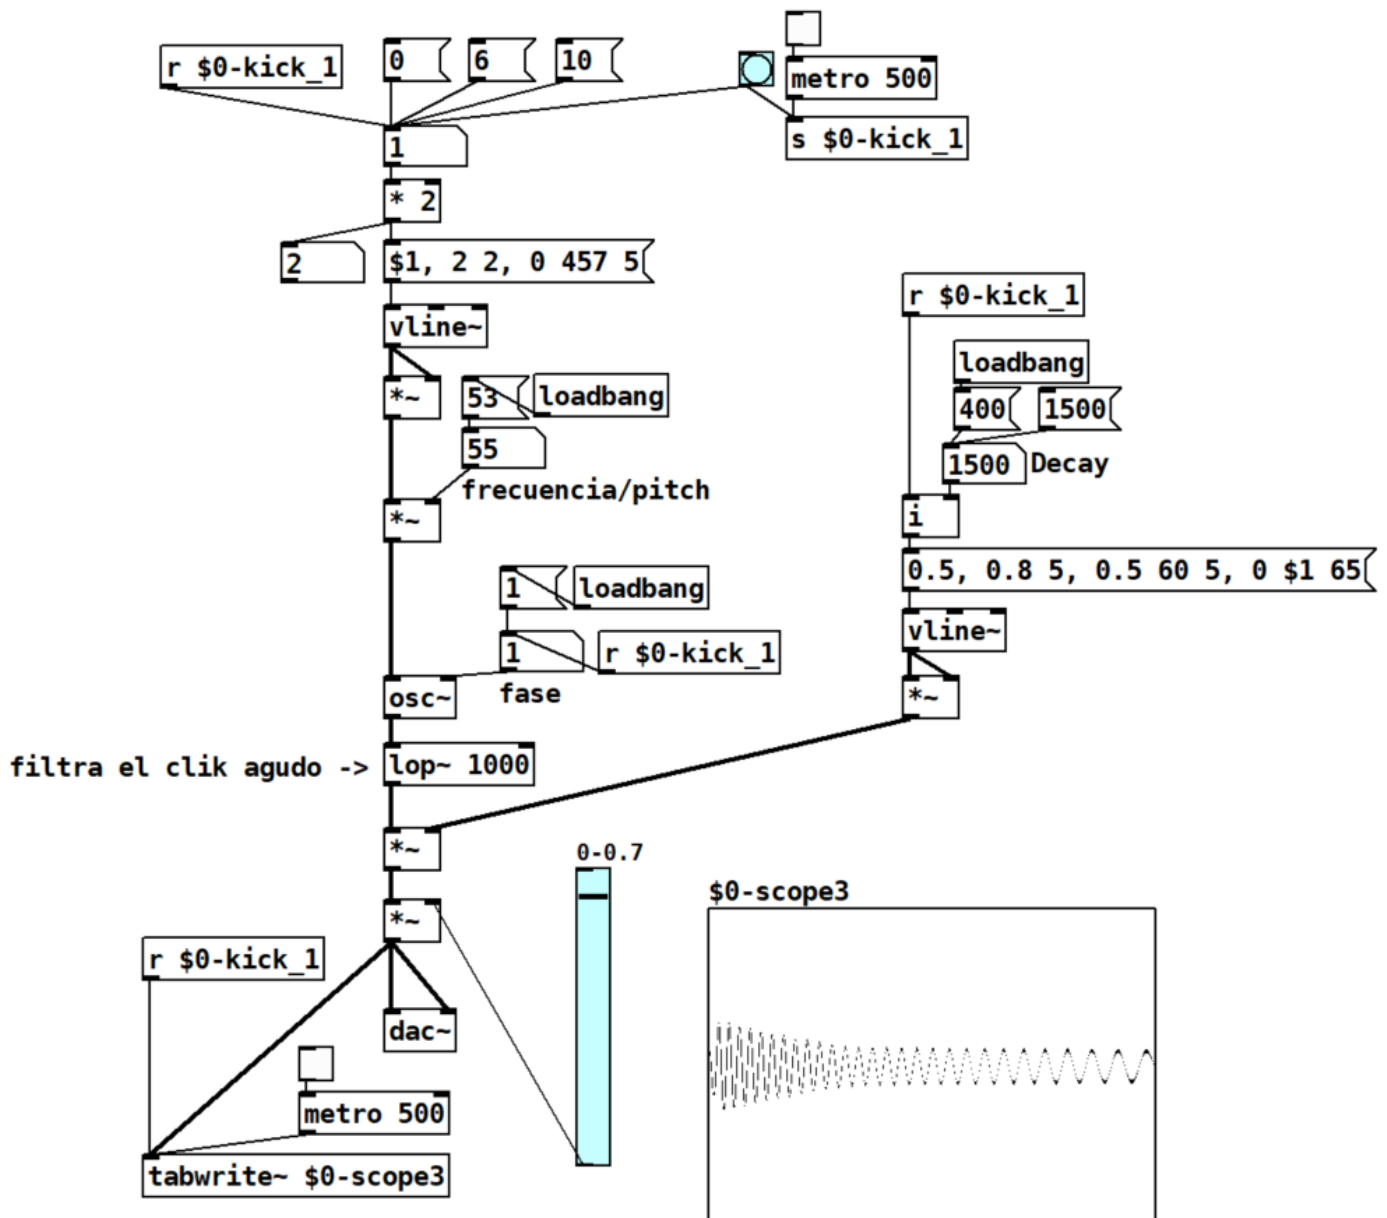 r $0-kick_1
0
6
10
metro 500
s $0-kick_1
1
* 2
2
$1, 2 2, 0 457 5
vline~
*~
53
loadbang
55
frecuencia/pitch
*~
r $0-kick_1
loadbang
400
1500
1500
Decay
i
0.5, 0.8 5, 0.5 60 5, 0 $1 65
vline~
*~
1
loadbang
1
r $0-kick_1
fase
osc~
filtra el clik agudo ->
lop~ 1000
*~
0-0.7
*~
$0-scope3
r $0-kick_1
dac~
metro 500
tabwrite~ $0-scope3